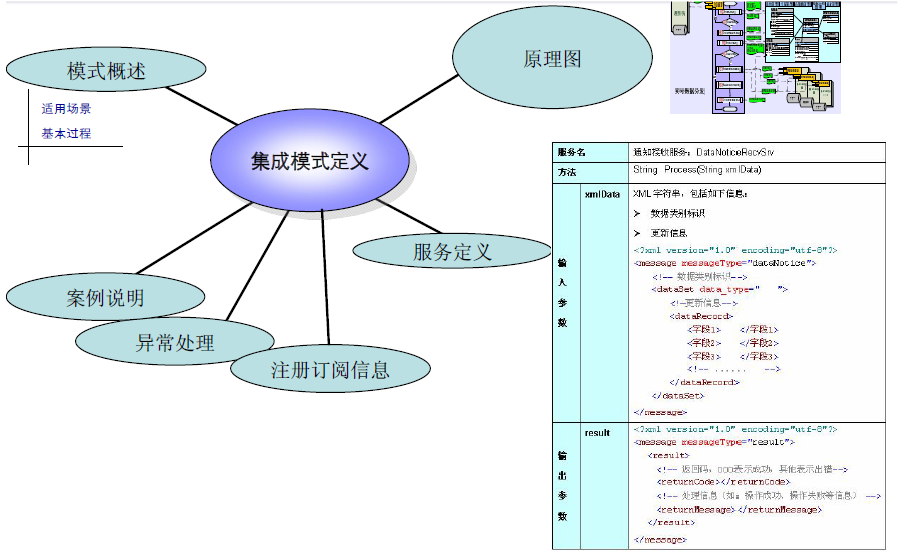 模式概述
适用场景
基本过程
原理图
集成模式定义
服务定义
案例说明
异常处理
注册订阅信息
服务名 通知接收服务：DataNoticeRecvSrv
方法 String Process(String xmlData)
输入参数 xmlData XML字符串，包括如下信息：
➢ 数据类别标识
➢ 更新信息
<?xml version="1.0" encoding="utf-8"?>
<message messageType="dataNotice">
<!-- 数据类别标识-->
<dataSet data_type=" ">
<!--更新信息-->
<dataRecord>
<字段1> </字段1>
<字段2> </字段2>
<字段3> </字段3>
<!-- ...... -->
</dataRecord>
</dataSet>
</message>
输出参数 result <?xml version="1.0" encoding="utf-8"?>
<message messageType="result">
<result>
<!-- 返回码，000表示成功，其他表示出错-->
<returnCode></returnCode>
<!-- 处理信息（如：操作成功、操作失败等信息） -->
<returnMessage></returnMessage>
</result>
</message>